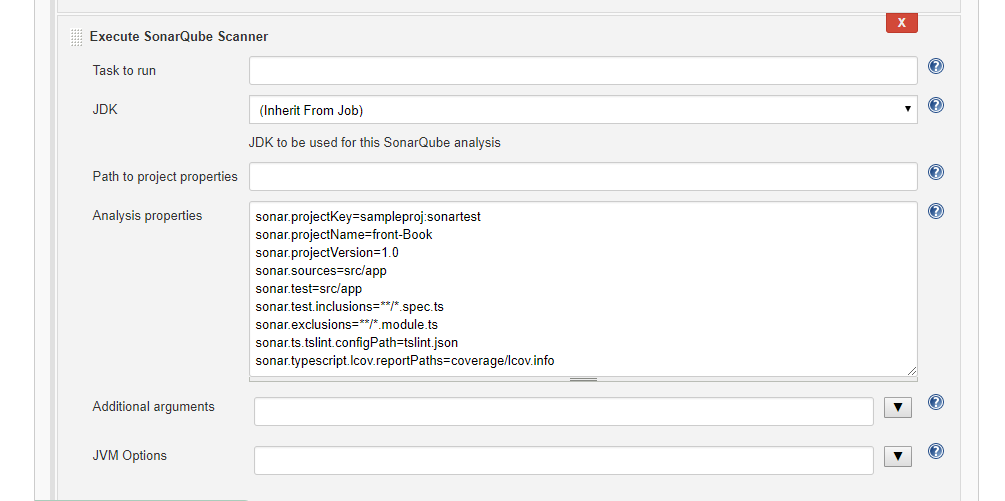 X
Execute SonarQube Scanner
Task to run
JDK
(Inherit From Job)
JDK to be used for this SonarQube analysis
Path to project properties
Analysis properties
sonar.projectKey=sampleproj:sonartest
sonar.projectName=front-Book
sonar.projectVersion=1.0
sonar.sources=src/app
sonar.test=src/app
sonar.test.inclusions=**/*.spec.ts
sonar.exclusions=**/*.module.ts
sonar.ts.tslint.configPath=tslint.json
sonar.typescript.lcov.reportPaths=coverage/lcov.info
Additional arguments
JVM Options